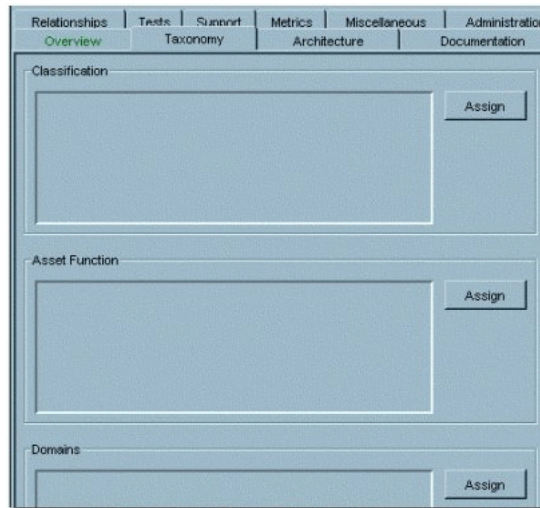 Relationships Tests Support Metrics Miscellaneous
Overview Taxonomy Architecture Documentation
Classification
Assign
Asset Function
Assign
Domains
Assign